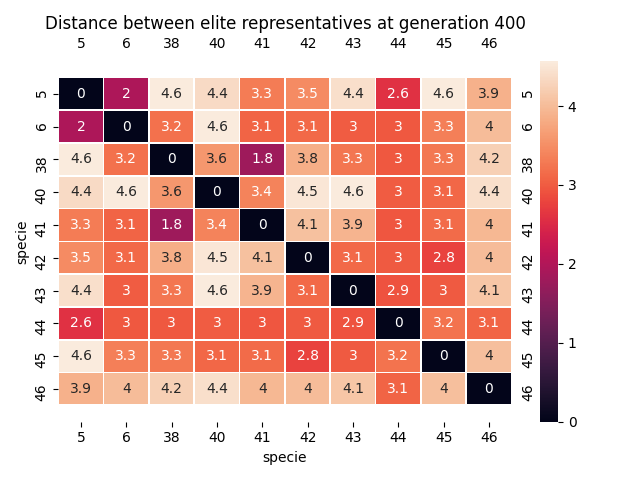 Distance between elite representatives at generation 400
5 6 38 40 41 42 43 44 45 46
5 0 2 4.6 4.4 3.3 3.5 4.4 2.6 4.6 3.9 5
6 2 0 3.2 4.6 3.1 3.1 3 3 3.3 4 6
38 4.6 3.2 0 3.6 1.8 3.8 3.3 3 3.3 4.2 38
40 4.4 4.6 3.6 0 3.4 4.5 4.6 3 3.1 4.4 40
41 3.3 3.1 1.8 3.4 0 4.1 3.9 3 3.1 4 41
42 3.5 3.1 3.8 4.5 4.1 0 3.1 3 2.8 4 42
43 4.4 3 3.3 4.6 3.9 3.1 0 2.9 3 4.1 43
44 2.6 3 3 3 3 3 2.9 0 3.2 3.1 44
45 4.6 3.3 3.3 3.1 3.1 2.8 3 3.2 0 4 45
46 3.9 4 4.2 4.4 4 4 4.1 3.1 4 0 46
5 6 38 40 41 42 43 44 45 46
specie
specie
4
3
2
1
0